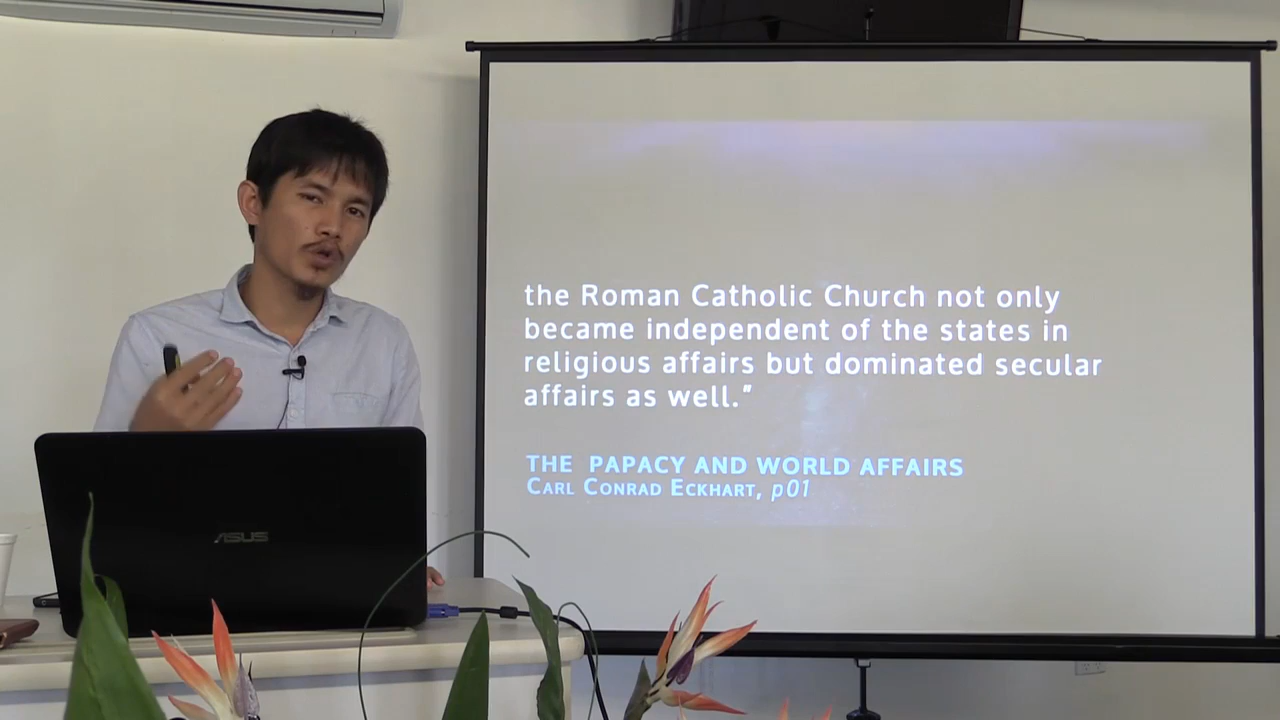 the Roman Catholic Church not only
became independent of the states in
religious affairs but dominated secular
affairs as well.”
THE PAPACY AND WORLD AFFAIRS
CARL CONRAD ECKHART, p01
ASUS